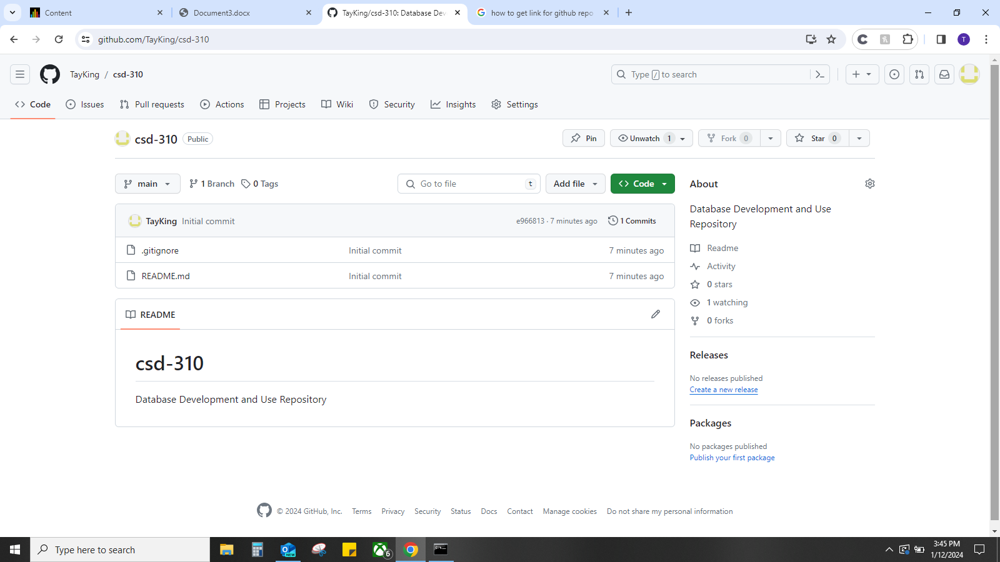 Content
Document3.docx
TayKing/csd-310: Database Dev
how to get link for github repo
github.com/TayKing/csd-310
T
TayKing / csd-310
Type / to search
Code
Issues
Pull requests
Actions
Projects
Wiki
Security
Insights
Settings
csd-310
Public
Pin
Unwatch 1
Fork 0
Star 0
main
1 Branch
0 Tags
Go to file
t
Add file
Code
TayKing Initial commit
e966813 · 7 minutes ago
1 Commits
.gitignore
Initial commit
7 minutes ago
README.md
Initial commit
7 minutes ago
README
csd-310
Database Development and Use Repository
About
Database Development and Use
Repository
Readme
Activity
0 stars
1 watching
0 forks
Releases
No releases published
Create a new release
Packages
No packages published
Publish your first package
© 2024 GitHub, Inc.
Terms
Privacy
Security
Status
Docs
Contact
Manage cookies
Do not share my personal information
Type here to search
NEW
6
3:45 PM
1/12/2024